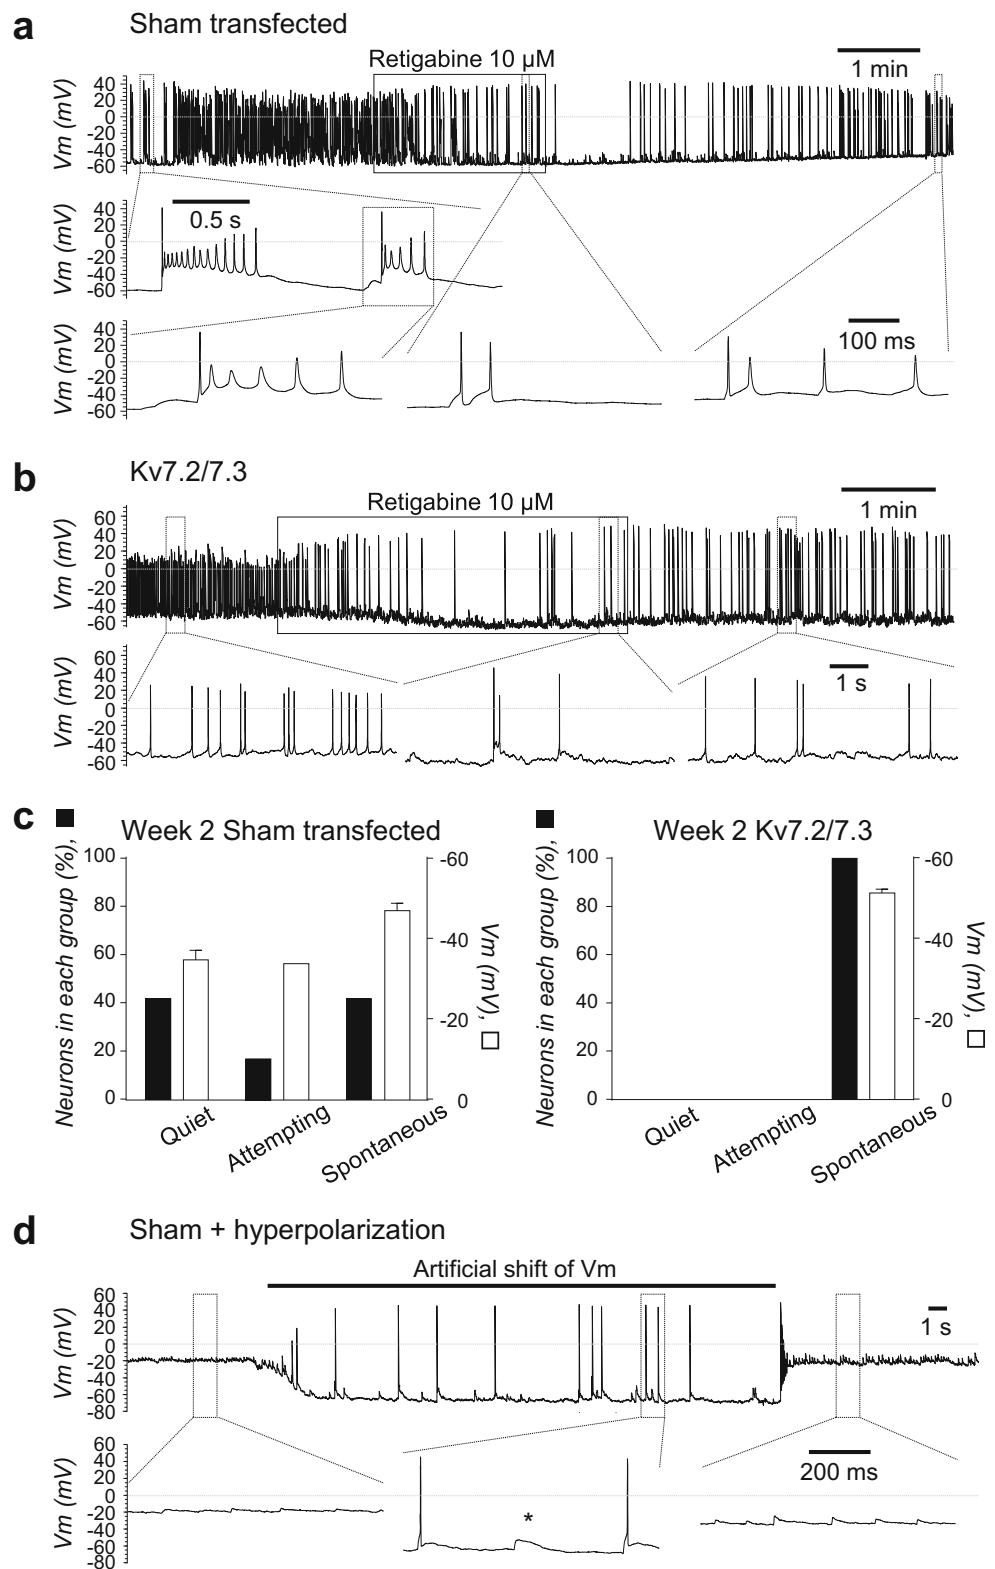 a
Sham transfected
Retigabine 10 µM
1 min
Vm (mV)
40
20
0
-20
-40
-60
0.5 s
Vm (mV)
40
20
0
-20
-40
-60
100 ms
Vm (mV)
40
20
0
-20
-40
-60
b
Kv7.2/7.3
Retigabine 10 µM
1 min
Vm (mV)
60
40
20
0
-20
-40
-60
1 s
Vm (mV)
60
40
20
0
-20
-40
-60
c
Week 2 Sham transfected
Neurons in each group (%),
100
80
60
40
20
0
-60
-40
-20
0
Vm (mV),
Quiet
Attempting
Spontaneous
Week 2 Kv7.2/7.3
Neurons in each group (%),
100
80
60
40
20
0
-60
-40
-20
0
Vm (mV),
Quiet
Attempting
Spontaneous
d
Sham + hyperpolarization
Artificial shift of Vm
1 s
Vm (mV)
60
40
20
0
-20
-40
-60
-80
200 ms
Vm (mV)
60
40
20
0
-20
-40
-60
-80
*